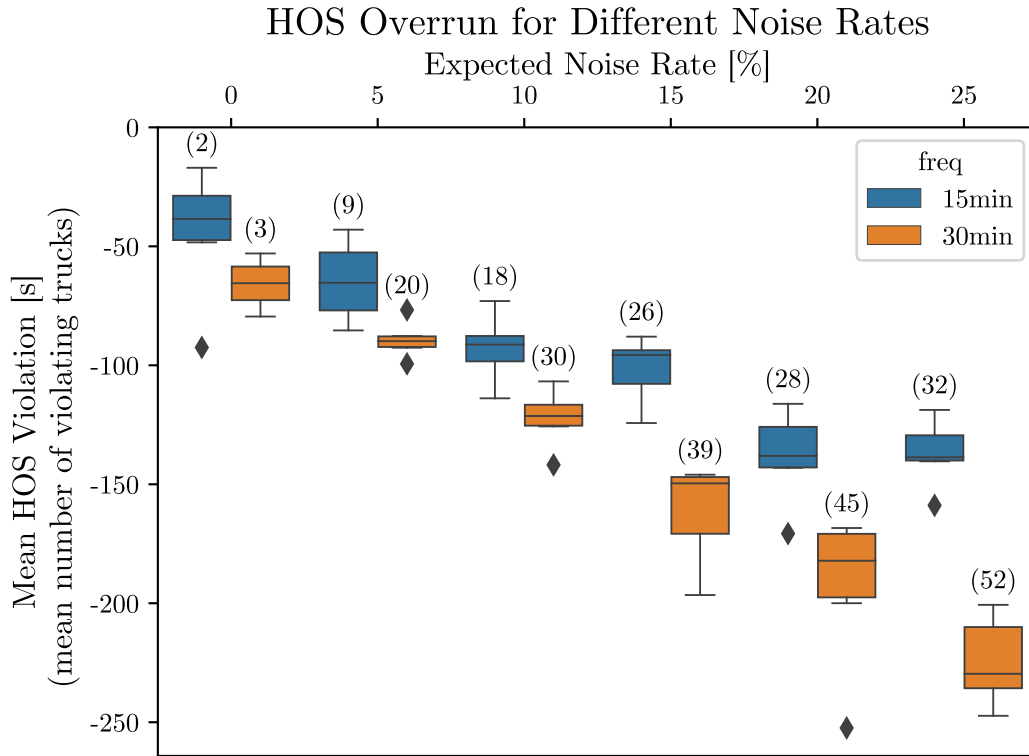 HOS Overrun for Different Noise Rates
Expected Noise Rate [%]
0 5 10 15 20 25
Mean HOS Violation [s]
(mean number of violating trucks)
0
-50
-100
-150
-200
-250
freq
15min
30min
(2)
(3)
(9)
(20)
(18)
(30)
(26)
(39)
(28)
(45)
(32)
(52)